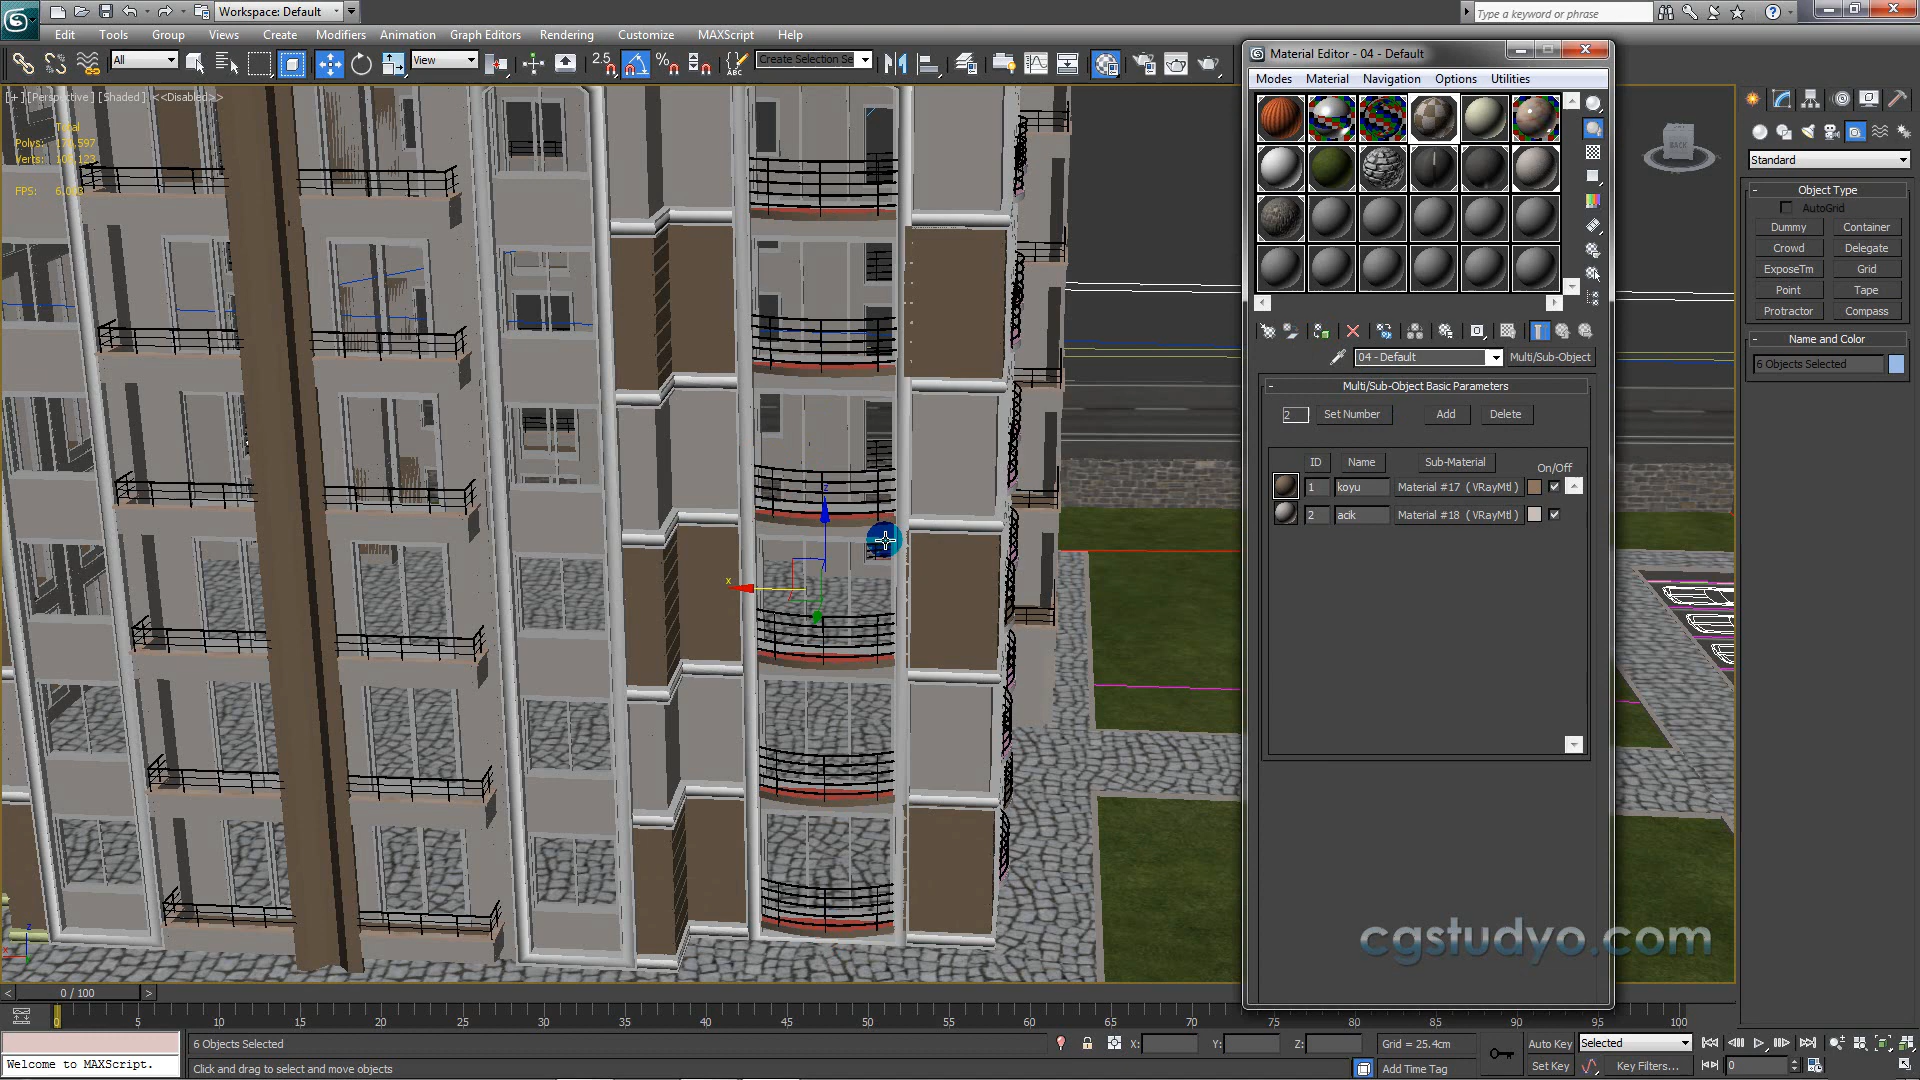 Workspace: Default
Type a keyword or phrase
Edit Tools Group Views Create Modifiers Animation Graph Editors Rendering Customize MAXScript Help
All
View
2.5
Create Selection Se
[+] [Perspective] [Shaded] <<Disabled>>
Total
Polys:
Verts:
FPS:
x
z
BACK
Material Editor - 04 - Default
Modes Material Navigation Options Utilities
04 - Default
Multi/Sub-Object
Multi/Sub-Object Basic Parameters
2 Set Number Add Delete
ID Name Sub-Material On/Off
1 koyu Material #17 ( VRayMtl )
2 acik Material #18 ( VRayMtl )
Standard
Object Type
AutoGrid
Dummy Container
Crowd Delegate
ExposeTm Grid
Point Tape
Protractor Compass
Name and Color
6 Objects Selected
cgstudyo.com
< 0 / 100 >
0 5 10 15 20 25 30 35 40 45 50 55 60 65 70 75 80 85 90 95 100
Welcome to MAXScript.
6 Objects Selected
Click and drag to select and move objects
X: Y: Z: Grid = 25.4cm
Add Time Tag
Auto Key Selected
Set Key Key Filters... 0